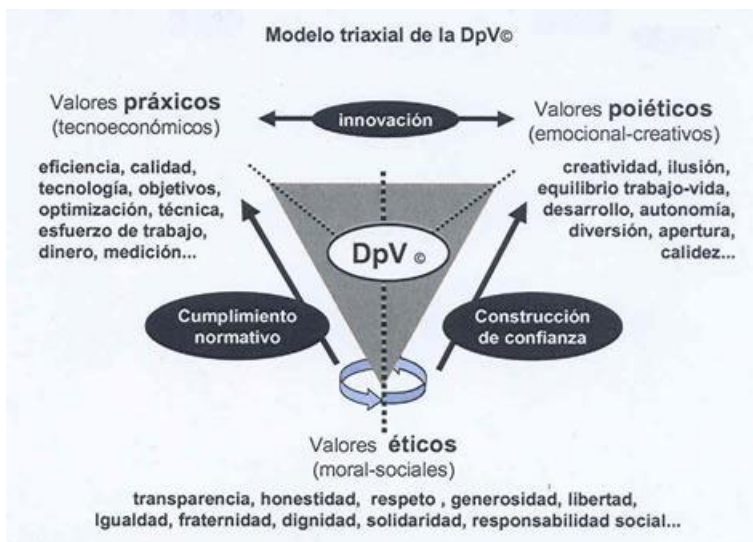 Modelo triaxial de la DpV©
Valores práxicos
(tecnoeconómicos)
innovación
Valores poiéticos
(emocional-creativos)
eficiencia, calidad,
tecnología, objetivos,
optimización, técnica,
esfuerzo de trabajo,
dinero, medición...
creatividad, ilusión,
equilibrio trabajo-vida,
desarrollo, autonomía,
diversión, apertura,
calidez...
DpV ©
Cumplimiento
normativo
Construcción
de confianza
Valores éticos
(moral-sociales)
transparencia, honestidad, respeto , generosidad, libertad,
Igualdad, fraternidad, dignidad, solidaridad, responsabilidad social...